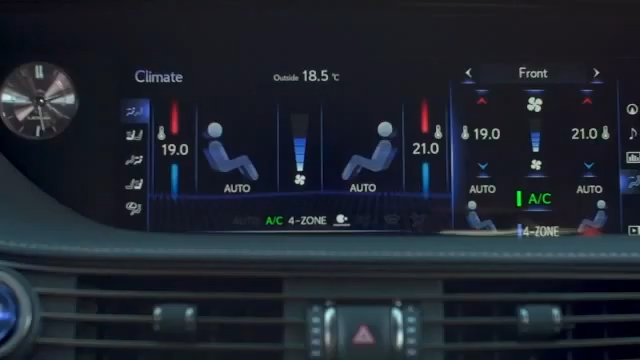 Climate
Outside 18.5 °C
Front
19.0
21.0
19.0
21.0
AUTO
AUTO
AUTO
AUTO
A/C
AUTO A/C 4-ZONE
4-ZONE